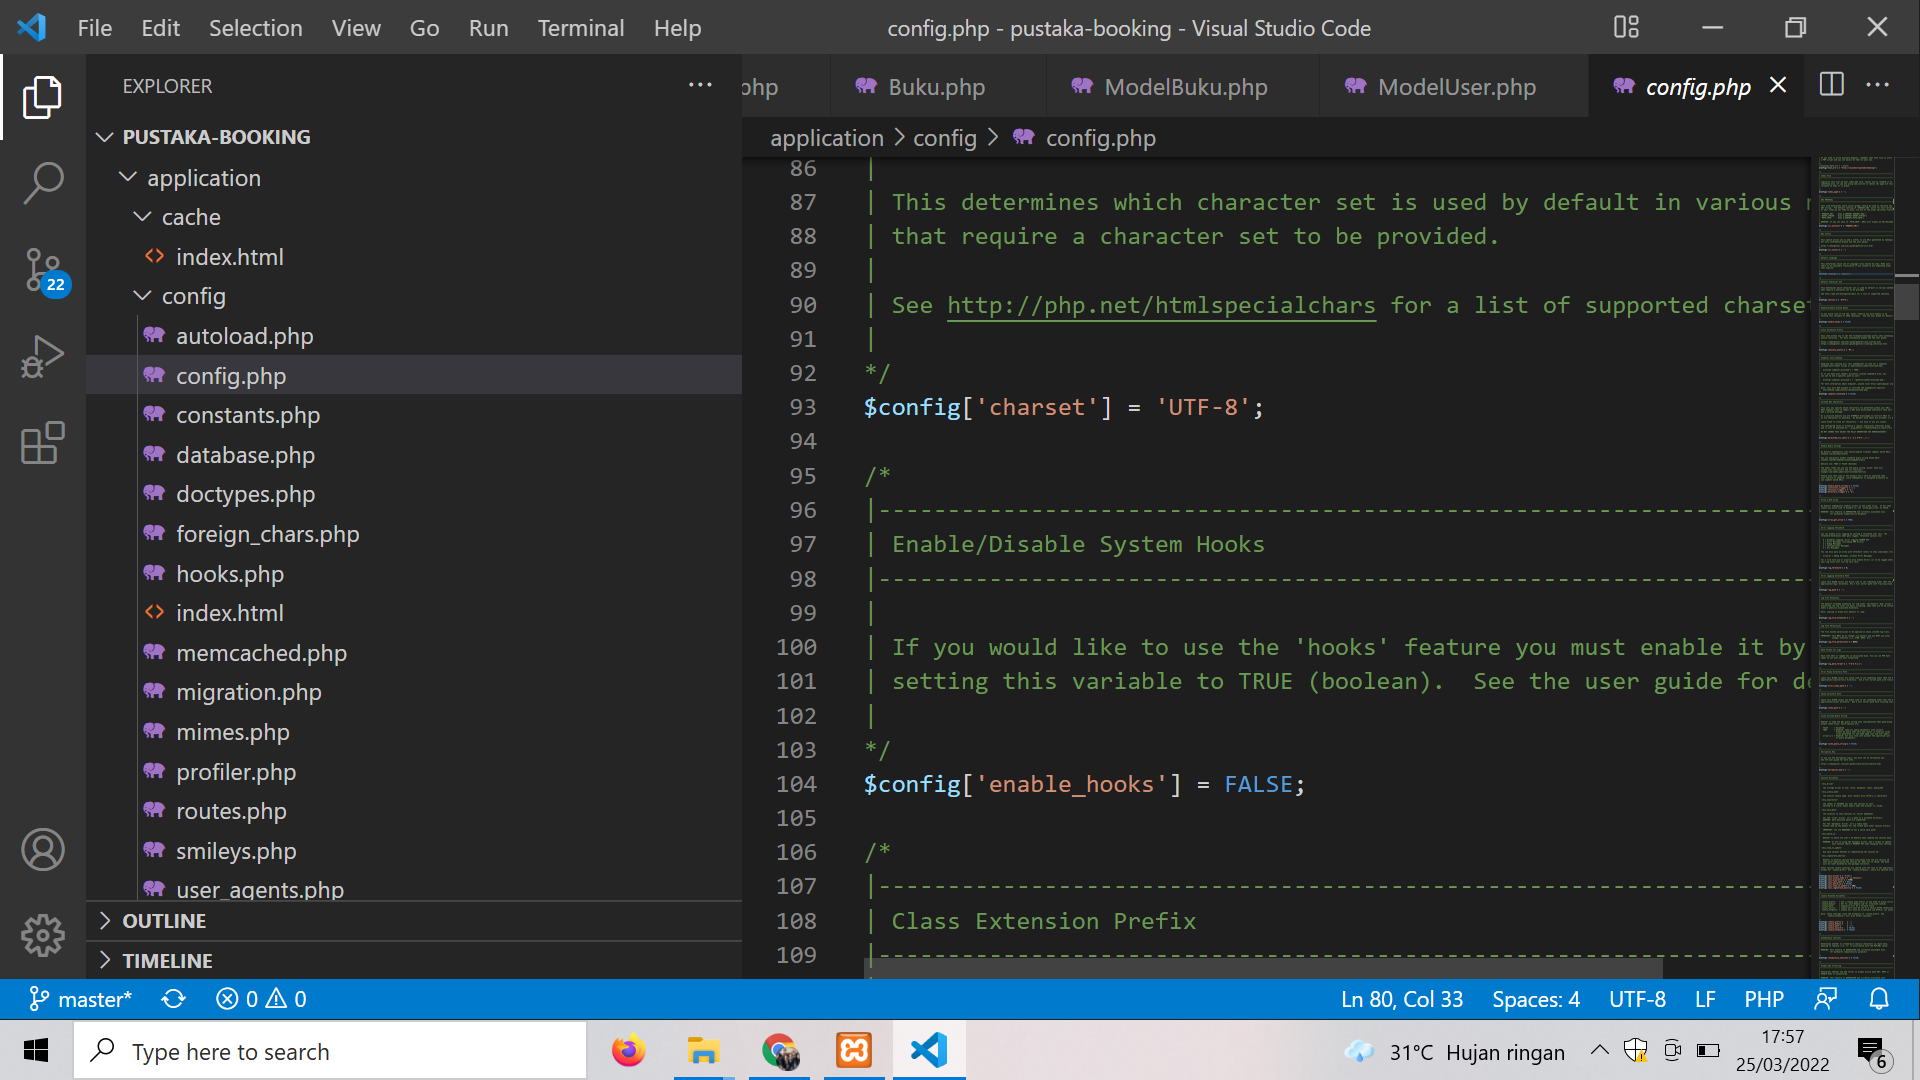 File Edit Selection View Go Run Terminal Help
config.php - pustaka-booking - Visual Studio Code
EXPLORER
PUSTAKA-BOOKING
application
cache
index.html
config
autoload.php
config.php
constants.php
database.php
doctypes.php
foreign_chars.php
hooks.php
index.html
memcached.php
migration.php
mimes.php
profiler.php
routes.php
smileys.php
user_agents.php
OUTLINE
TIMELINE
22
php Buku.php ModelBuku.php ModelUser.php config.php
application > config > config.php
86 |
87 | This determines which character set is used by default in various
88 | that require a character set to be provided.
89 |
90 | See http://php.net/htmlspecialchars for a list of supported charset
91 |
92 */
93 $config['charset'] = 'UTF-8';
94
95 /*
96 |--------------------------------------------------------------------
97 | Enable/Disable System Hooks
98 |--------------------------------------------------------------------
99 |
100 | If you would like to use the 'hooks' feature you must enable it by
101 | setting this variable to TRUE (boolean).  See the user guide for de
102 |
103 */
104 $config['enable_hooks'] = FALSE;
105
106 /*
107 |--------------------------------------------------------------------
108 | Class Extension Prefix
109 |--------------------------------------------------------------------
master* 0 0 Ln 80, Col 33 Spaces: 4 UTF-8 LF PHP
Type here to search
31°C Hujan ringan
17:57
25/03/2022
6